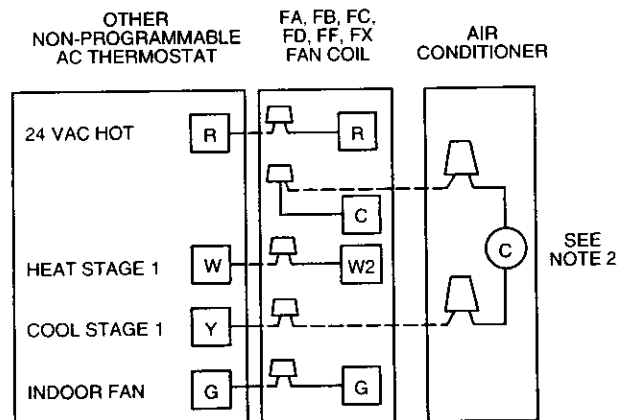 OTHER
NON-PROGRAMMABLE
AC THERMOSTAT
FA, FB, FC,
FD, FF, FX
FAN COIL
AIR
CONDITIONER
24 VAC HOT R R
C
HEAT STAGE 1 W W2
C
SEE
NOTE 2
COOL STAGE 1 Y
INDOOR FAN G G